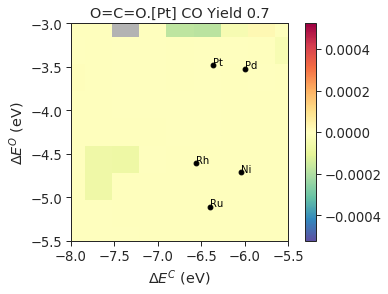 O=C=O.[Pt] CO Yield 0.7
−3.0
−3.5
−4.0
−4.5
−5.0
−5.5
ΔE^O (eV)
Pt
Pd
Rh
Ni
Ru
−8.0 −7.5 −7.0 −6.5 −6.0 −5.5
ΔE^C (eV)
0.0004
0.0002
0.0000
−0.0002
−0.0004